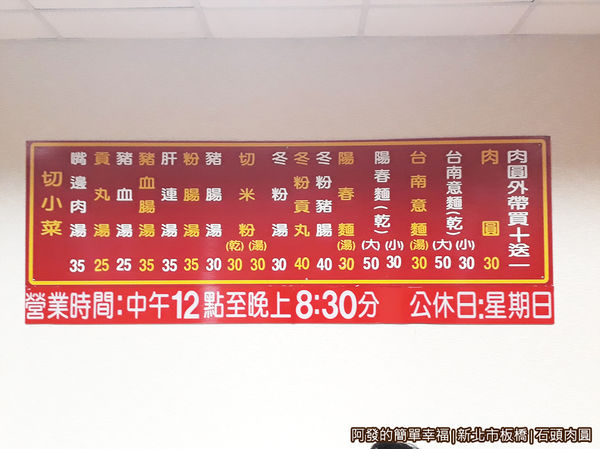 肉圓外帶買十送一
肉圓 30
台南意麵(乾) (大)50 (小)30
台南意麵(湯) 30
陽春麵(乾) (大)50 (小)30
陽春麵(湯) 30
冬粉豬腸 40
冬粉貢丸 40
冬粉湯 30
切米粉 (乾)30 (湯)30
豬腸湯 30
粉腸湯 35
肝連湯 35
豬血腸湯 35
豬血湯 25
貢丸湯 25
嘴邊肉湯 35
切小菜
營業時間:中午12點至晚上8:30分 公休日:星期日
阿發的簡單幸福|新北市板橋|石頭肉圓